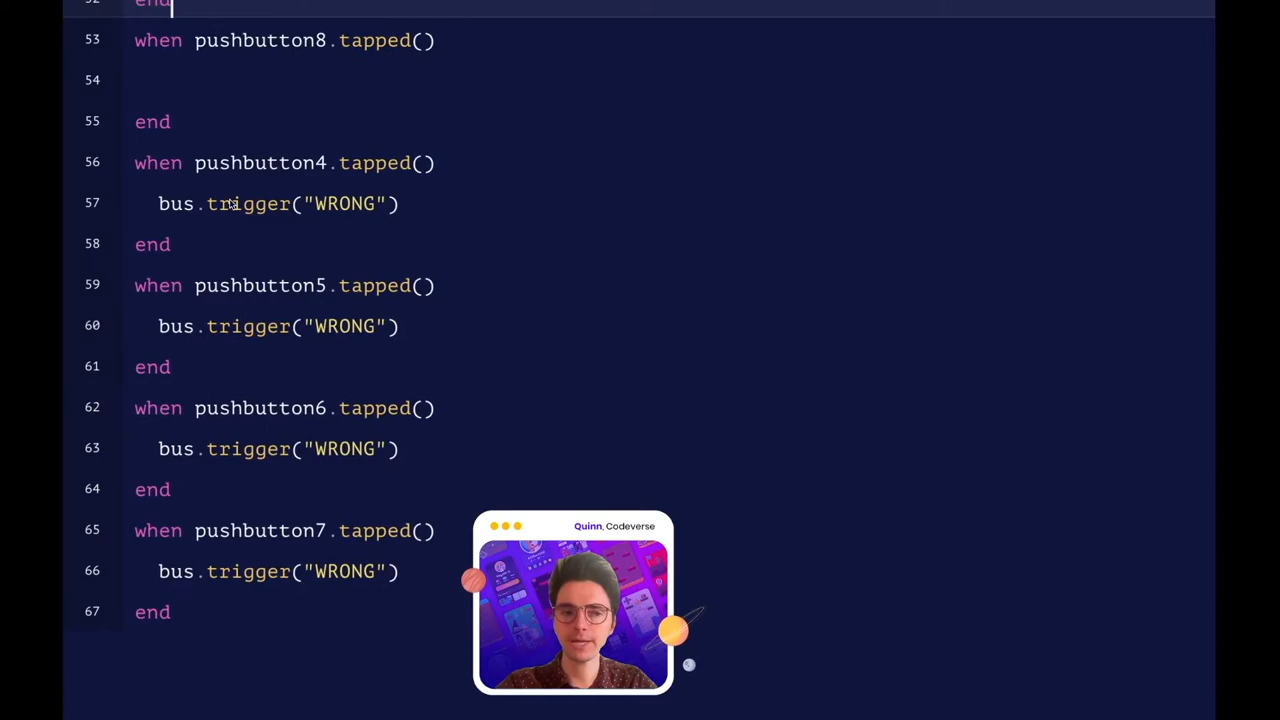 52 end
53 when pushbutton8.tapped()
54
55 end
56 when pushbutton4.tapped()
57 bus.trigger("WRONG")
58 end
59 when pushbutton5.tapped()
60 bus.trigger("WRONG")
61 end
62 when pushbutton6.tapped()
63 bus.trigger("WRONG")
64 end
65 when pushbutton7.tapped()
66 bus.trigger("WRONG")
67 end
Quinn, Codeverse